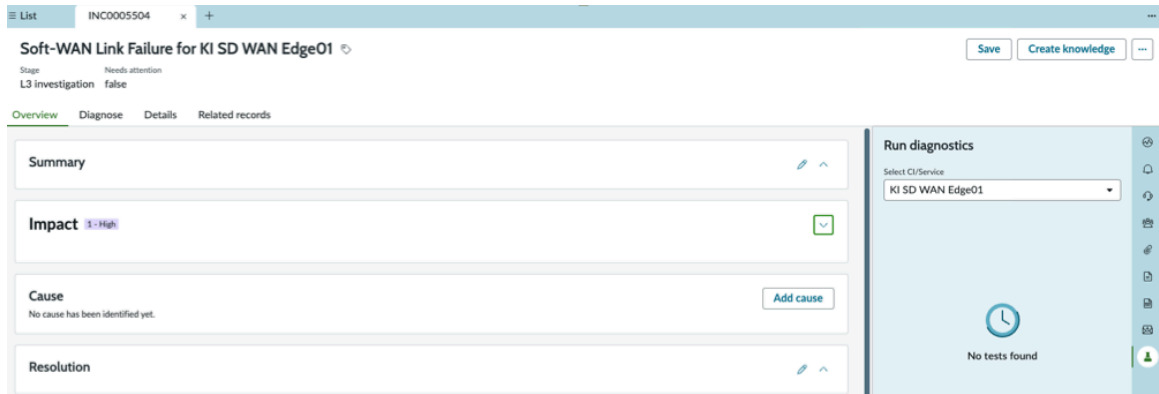 List
INC0005504
Soft-WAN Link Failure for KI SD WAN Edge01
Save
Create knowledge
Stage
Needs attention
L3 investigation
false
Overview
Diagnose
Details
Related records
Summary
Impact 1 - High
Cause
No cause has been identified yet.
Add cause
Resolution
Run diagnostics
Select CI/Service
KI SD WAN Edge01
No tests found